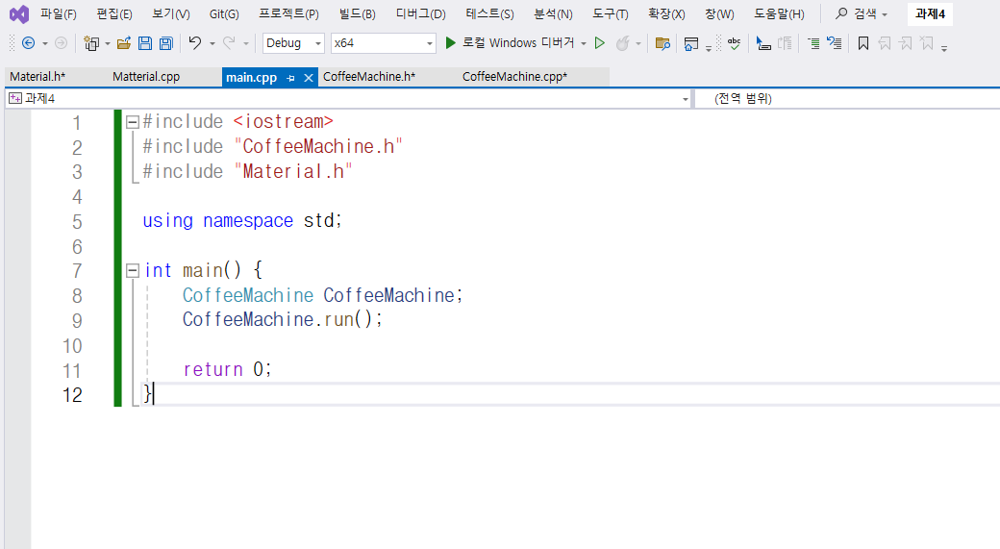 파일(F) 편집(E) 보기(V) Git(G) 프로젝트(P) 빌드(B) 디버그(D) 테스트(S) 분석(N) 도구(T) 확장(X) 창(W) 도움말(H) 검색 과제4
Debug x64 로컬 Windows 디버거 abc
Material.h* Matterial.cpp main.cpp CoffeeMachine.h* CoffeeMachine.cpp*
과제4 (전역 범위)
1 #include <iostream>
2 #include "CoffeeMachine.h"
3 #include "Material.h"
4
5 using namespace std;
6
7 int main() {
8 CoffeeMachine CoffeeMachine;
9 CoffeeMachine.run();
10
11 return 0;
12 }